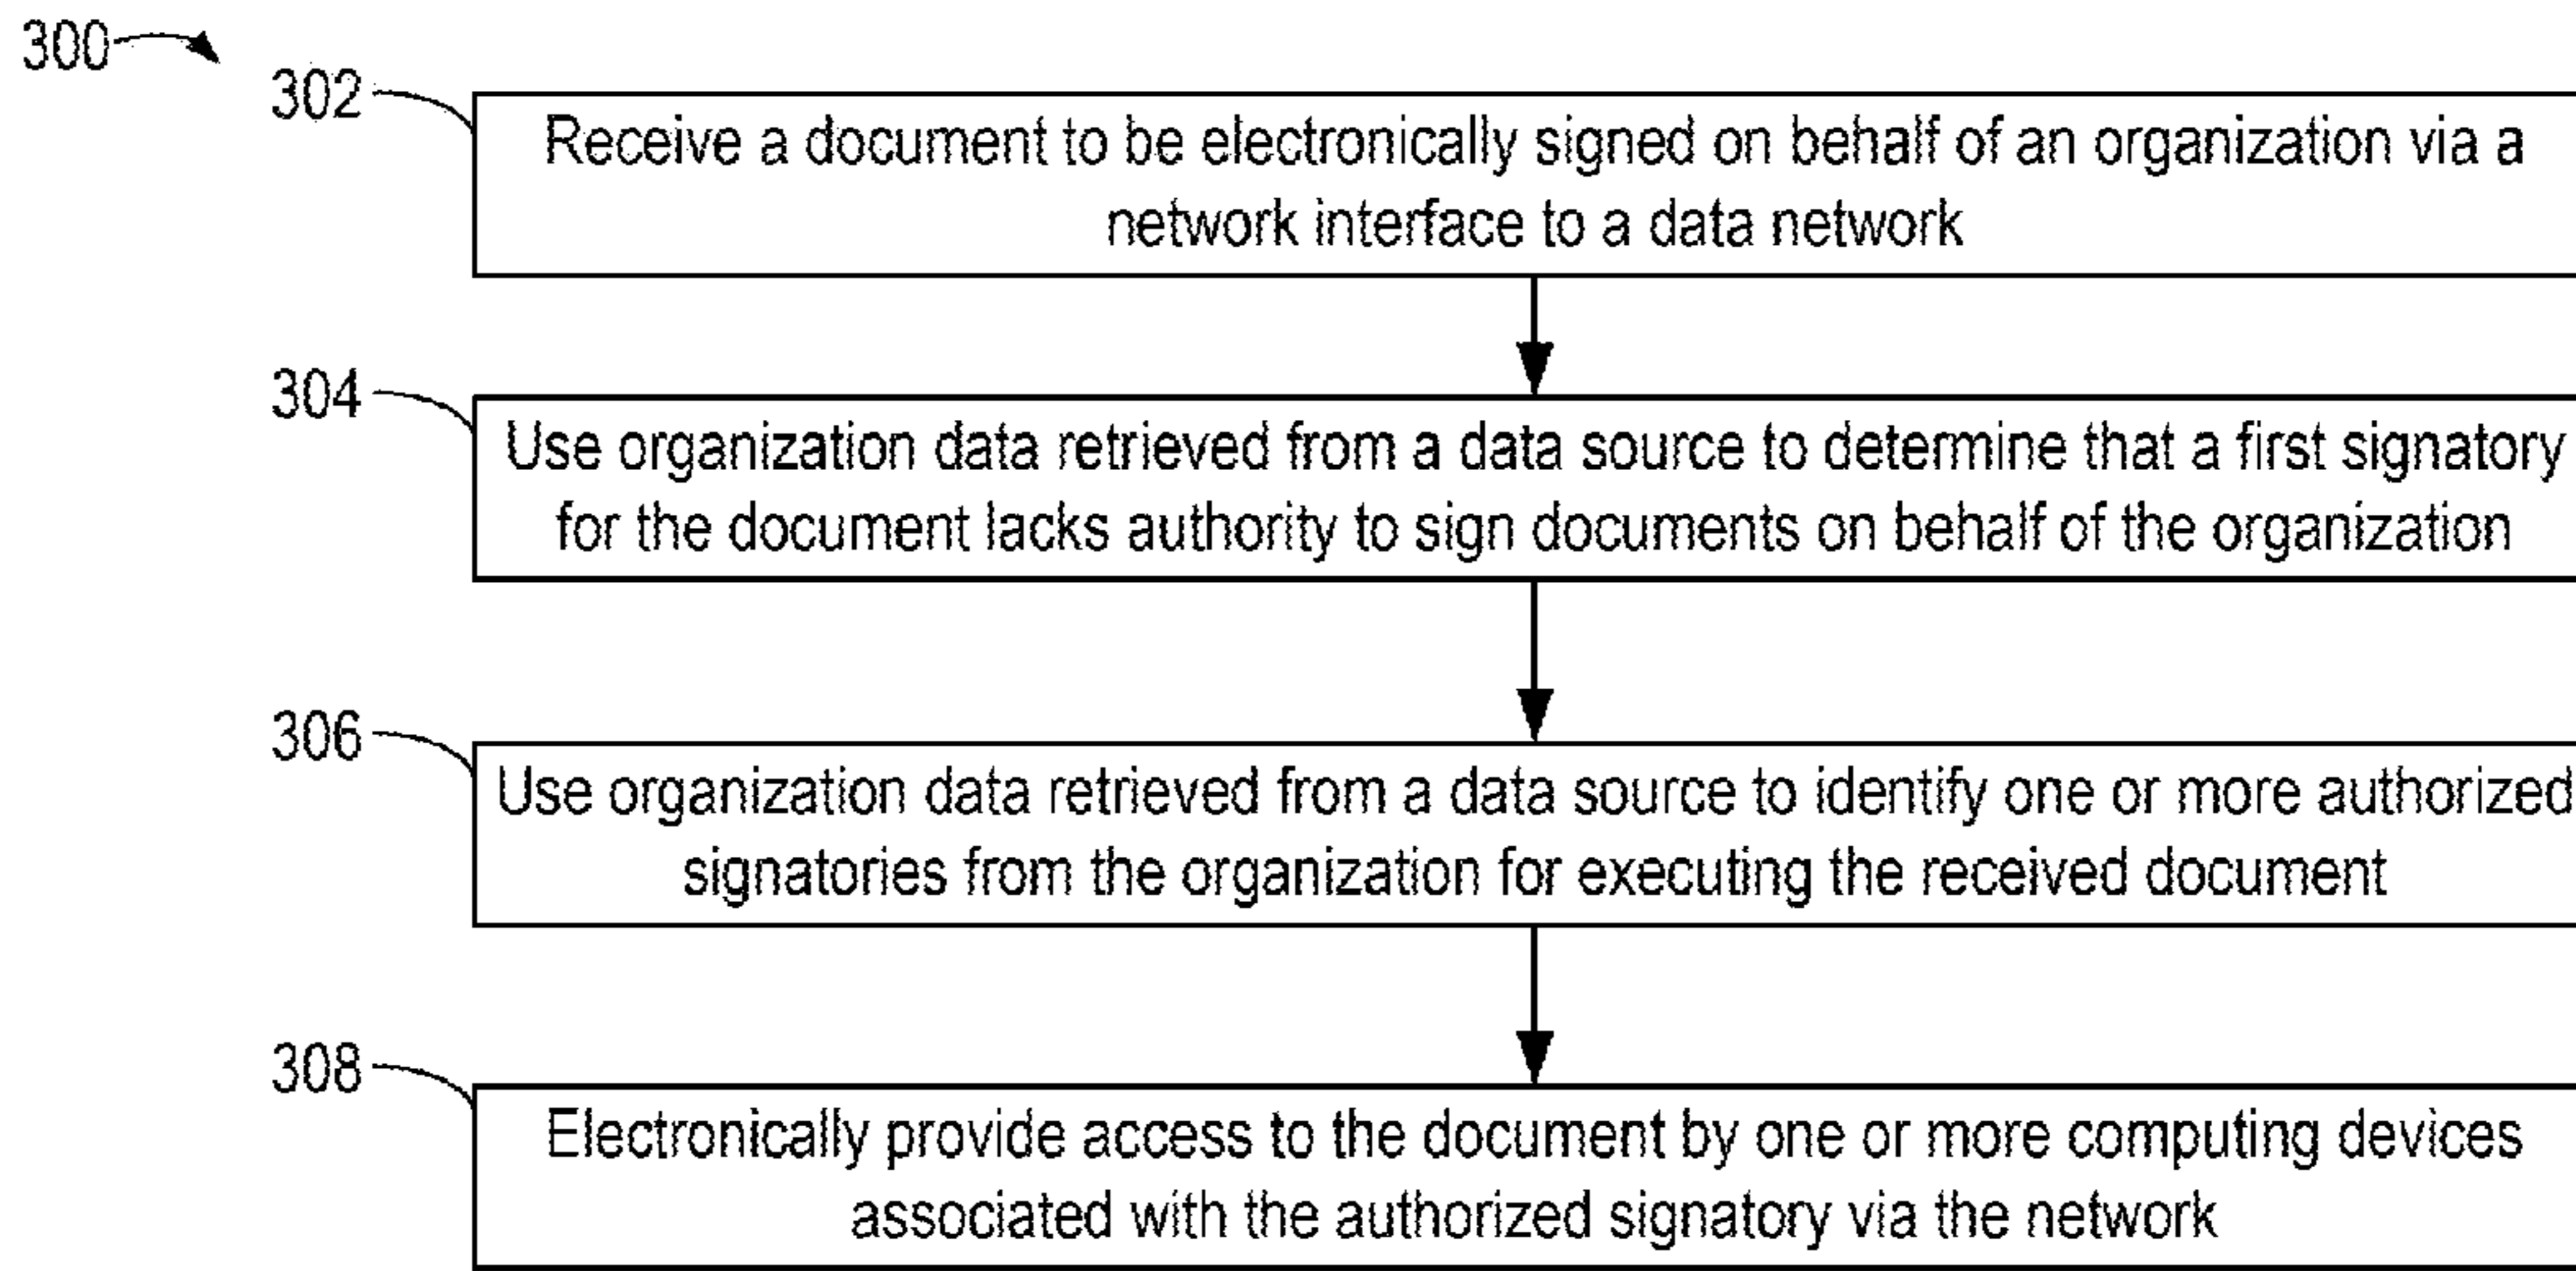 300
302
Receive a document to be electronically signed on behalf of an organization via a
network interface to a data network
304
Use organization data retrieved from a data source to determine that a first signatory
for the document lacks authority to sign documents on behalf of the organization
306
Use organization data retrieved from a data source to identify one or more authorized
signatories from the organization for executing the received document
308
Electronically provide access to the document by one or more computing devices
associated with the authorized signatory via the network